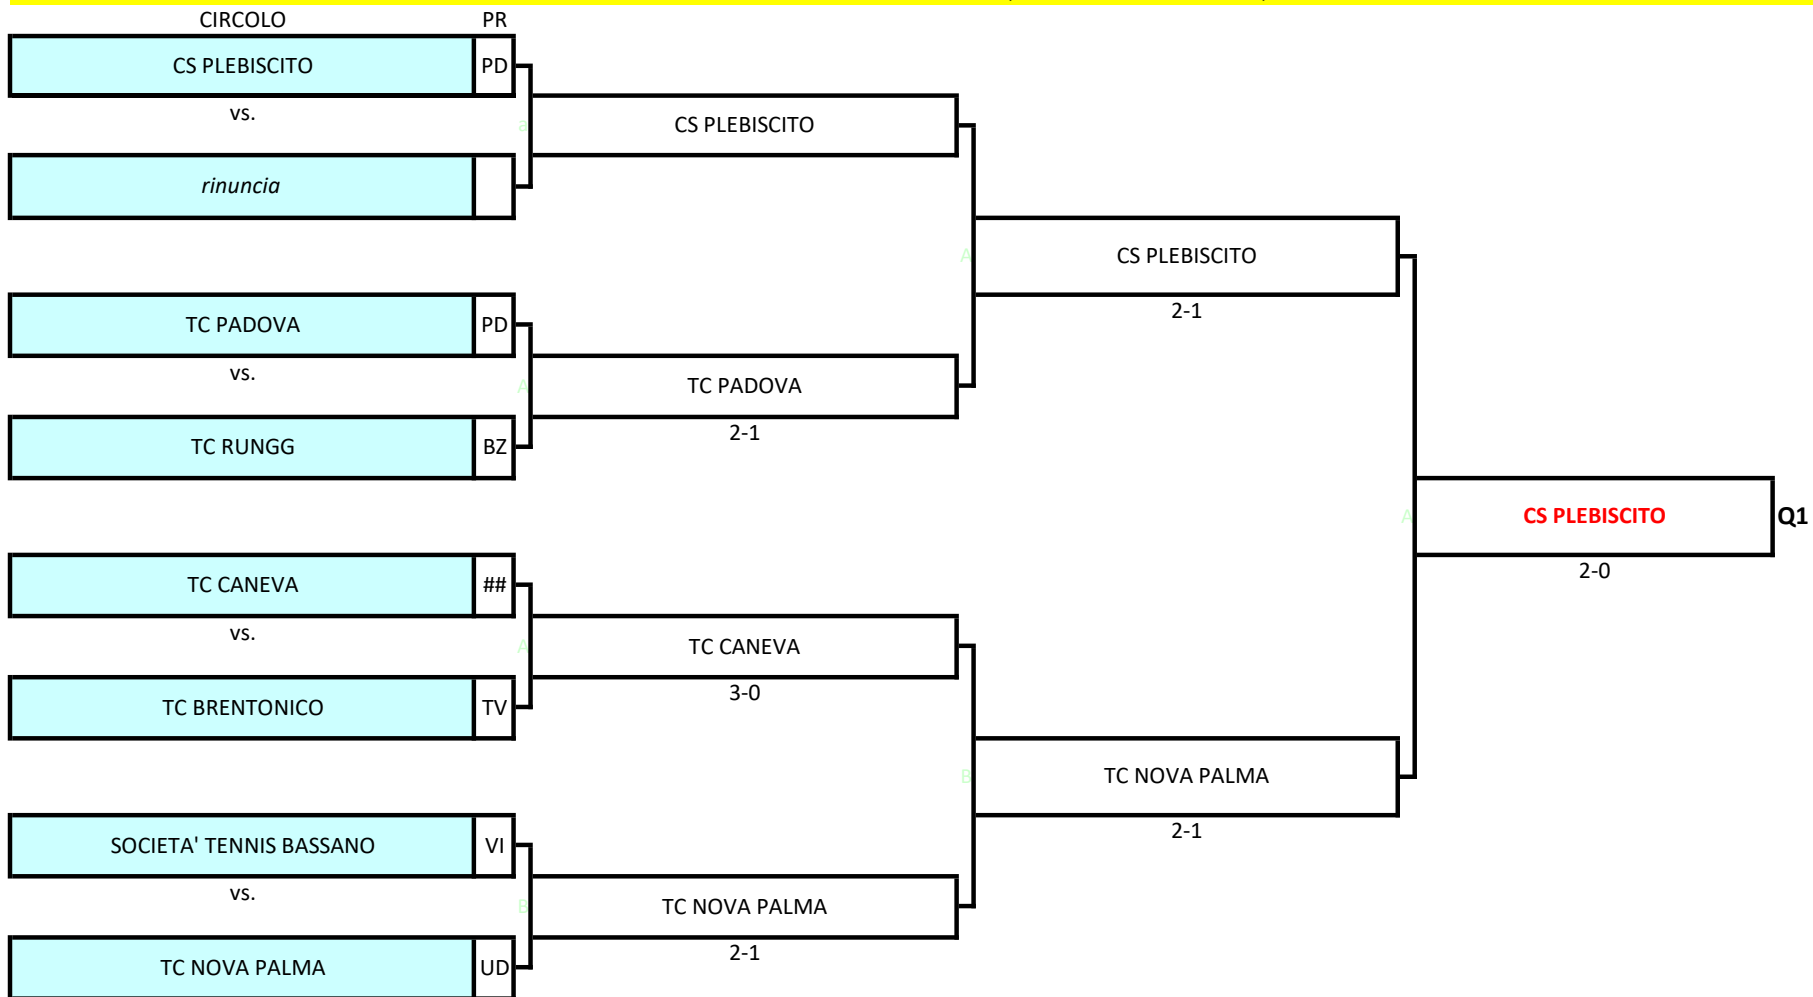 CIRCOLO PR
CS PLEBISCITO PD
vs.
a
CS PLEBISCITO
rinuncia
A
CS PLEBISCITO
2-1
TC PADOVA PD
vs.
A
TC PADOVA
2-1
TC RUNGG BZ
A
CS PLEBISCITO Q1
2-0
TC CANEVA ##
vs.
A
TC CANEVA
3-0
TC BRENTONICO TV
B
TC NOVA PALMA
2-1
SOCIETA' TENNIS BASSANO VI
vs.
B
TC NOVA PALMA
2-1
TC NOVA PALMA UD